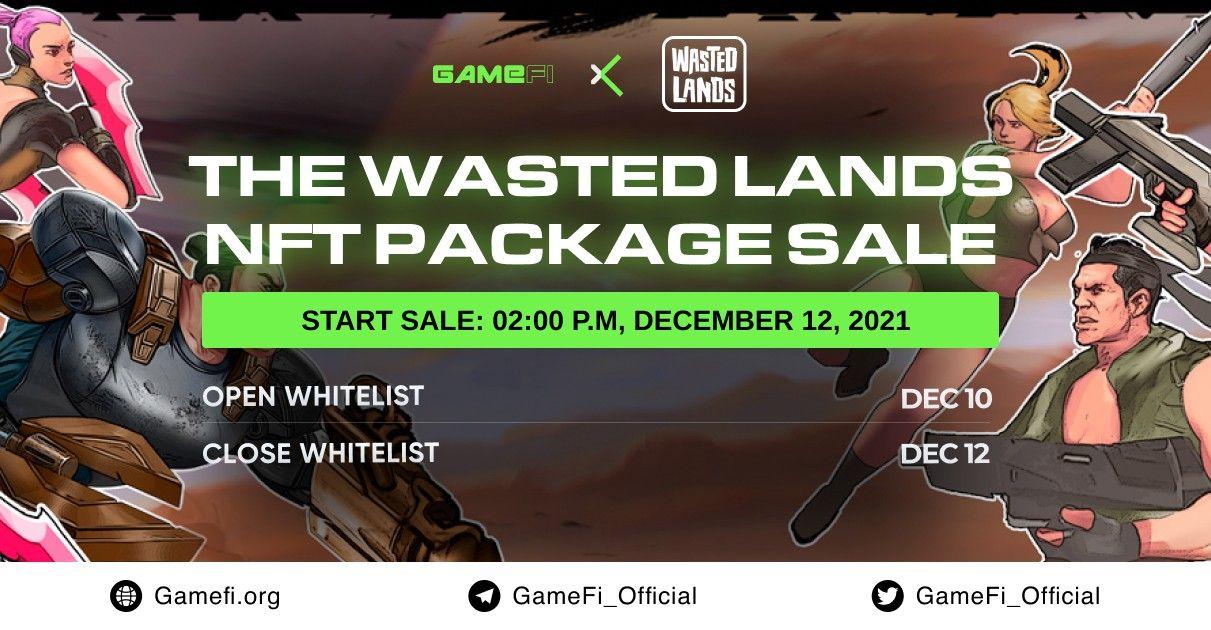 GAMEFI
WASTED
LANDS
THE WASTED LANDS
NFT PACKAGE SALE
START SALE: 02:00 P.M, DECEMBER 12, 2021
OPEN WHITELIST DEC 10
CLOSE WHITELIST DEC 12
Gamefi.org GameFi_Official GameFi_Official